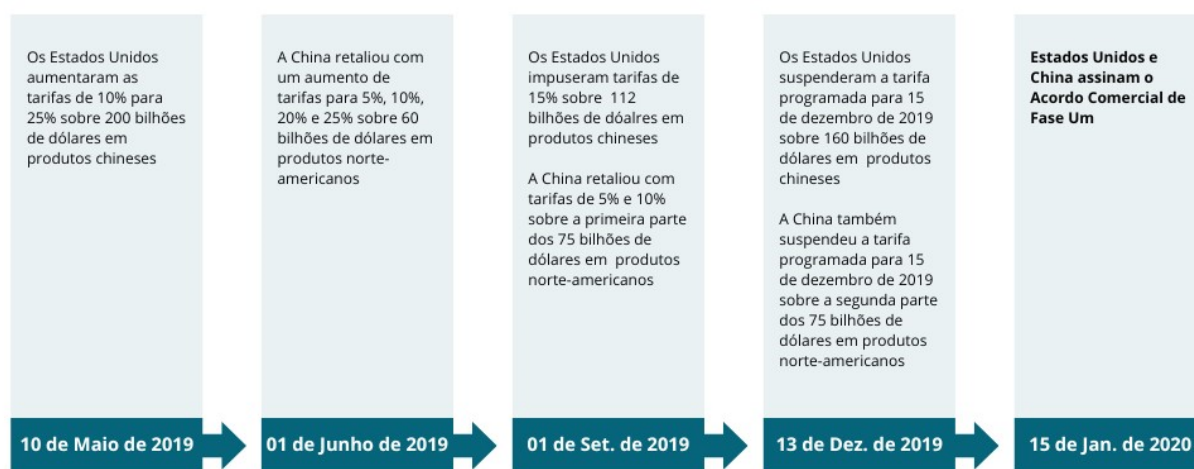 Os Estados Unidos
aumentaram as
tarifas de 10% para
25% sobre 200 bilhões
de dólares em
produtos chineses
10 de Maio de 2019
A China retaliou com
um aumento de
tarifas para 5%, 10%,
20% e 25% sobre 60
bilhões de dólares em
produtos norte-
americanos
01 de Junho de 2019
Os Estados Unidos
impuseram tarifas de
15% sobre 112
bilhões de dóalres em
produtos chineses
A China retaliou com
tarifas de 5% e 10%
sobre a primeira parte
dos 75 bilhões de
dólares em produtos
norte-americanos
01 de Set. de 2019
Os Estados Unidos
suspenderam a tarifa
programada para 15
de dezembro de 2019
sobre 160 bilhões de
dólares em produtos
chineses
A China também
suspendeu a tarifa
programada para 15
de dezembro de 2019
sobre a segunda parte
dos 75 bilhões de
dólares em produtos
norte-americanos
13 de Dez. de 2019
Estados Unidos e
China assinam o
Acordo Comercial de
Fase Um
15 de Jan. de 2020